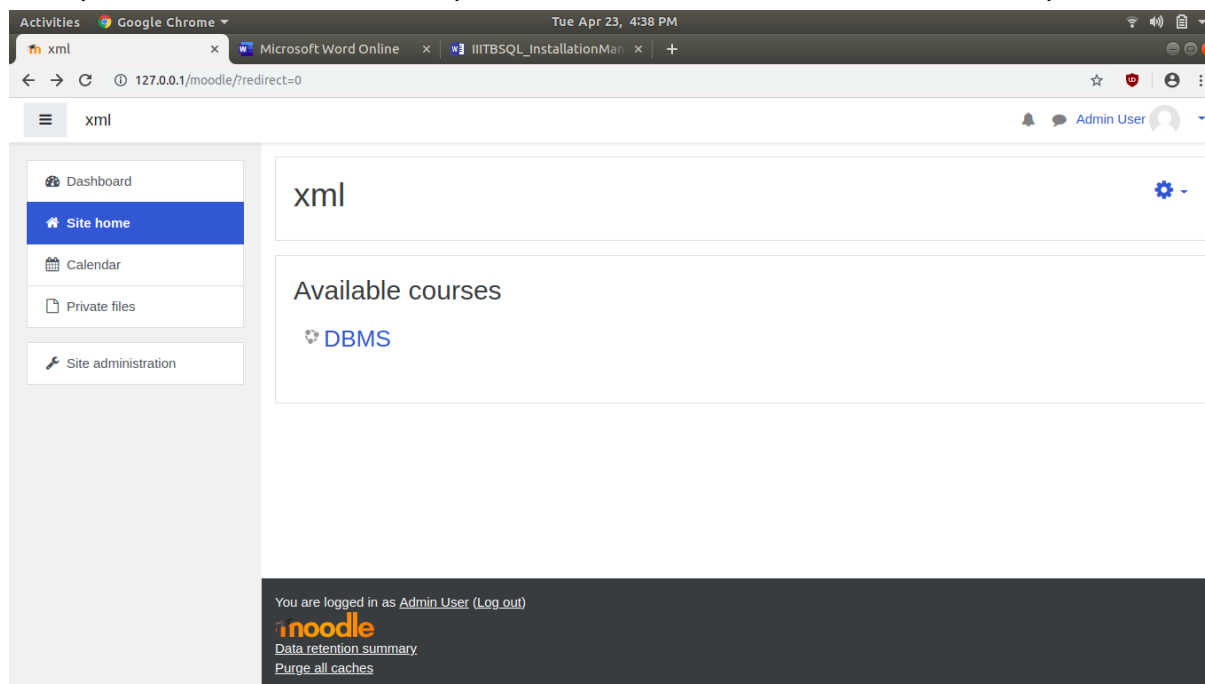 Activities Google Chrome Tue Apr 23, 4:38 PM
xml Microsoft Word Online IIITBSQL_InstallationMan
127.0.0.1/moodle/?redirect=0
xml Admin User
Dashboard
Site home
Calendar
Private files
Site administration
xml
Available courses
DBMS
You are logged in as Admin User (Log out)
moodle
Data retention summary
Purge all caches